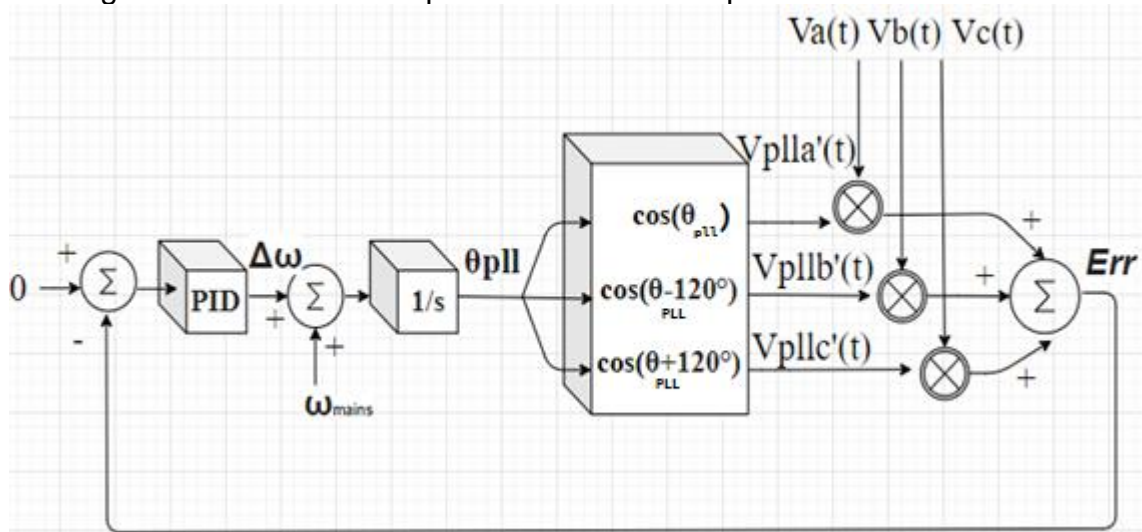 Va(t) Vb(t) Vc(t)
Vplla'(t)
cos(θ pll)
+
Δω
θpll
Err
+
0
Σ
PID
Σ
1/s
cos(θ-120°)
PLL
Vpllb'(t)
+
Σ
+
-
+
cos(θ+120°)
PLL
Vpllc'(t)
+
ωmains